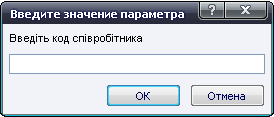 Введите значение параметра
Введіть код співробітника
OK
Отмена